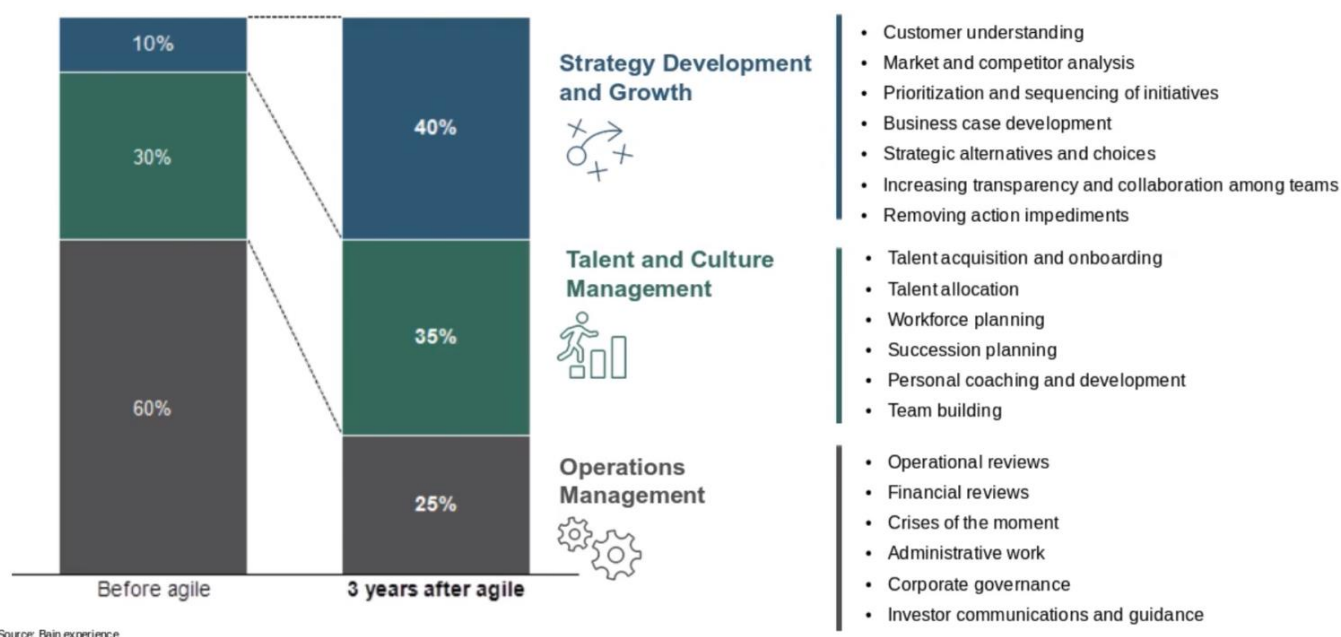 10%
30%
60%
Before agile
40%
35%
25%
3 years after agile
Strategy Development
and Growth
• Customer understanding
• Market and competitor analysis
• Prioritization and sequencing of initiatives
• Business case development
• Strategic alternatives and choices
• Increasing transparency and collaboration among teams
• Removing action impediments
Talent and Culture
Management
• Talent acquisition and onboarding
• Talent allocation
• Workforce planning
• Succession planning
• Personal coaching and development
• Team building
Operations
Management
• Operational reviews
• Financial reviews
• Crises of the moment
• Administrative work
• Corporate governance
• Investor communications and guidance
Source: Bain experience